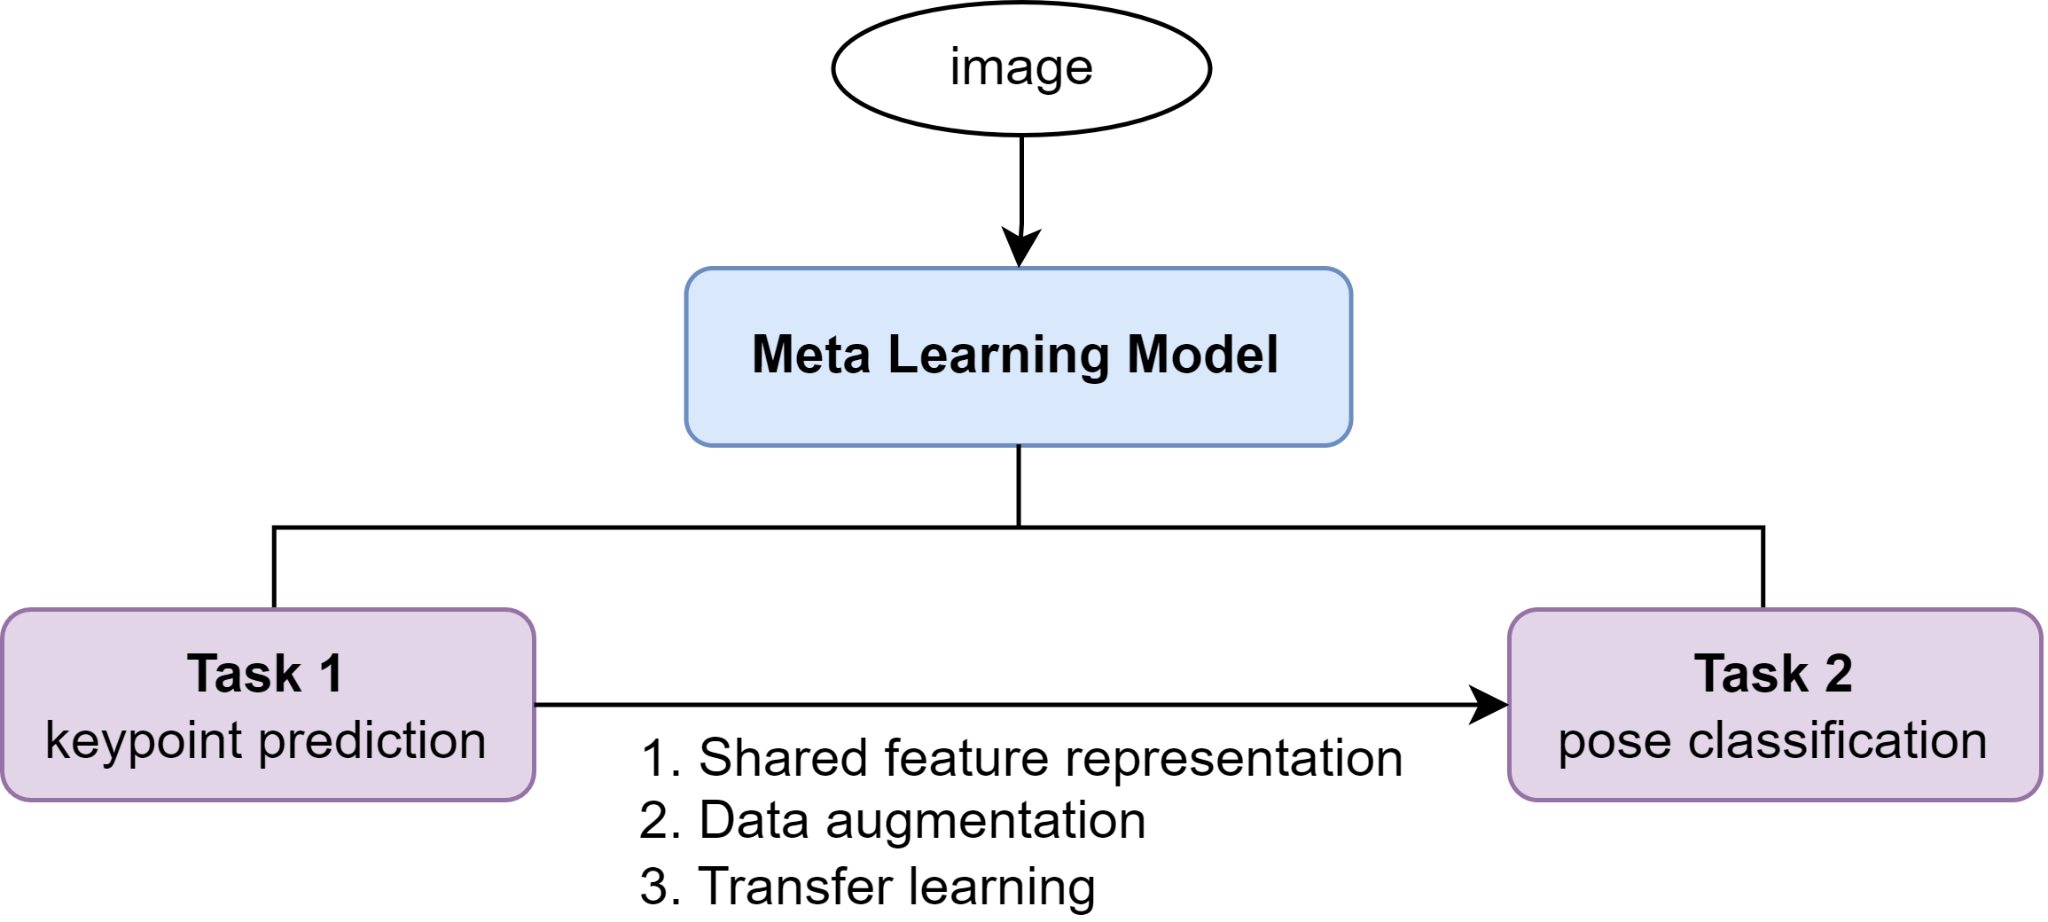 image
Meta Learning Model
Task 1
keypoint prediction
Task 2
pose classification
1. Shared feature representation
2. Data augmentation
3. Transfer learning